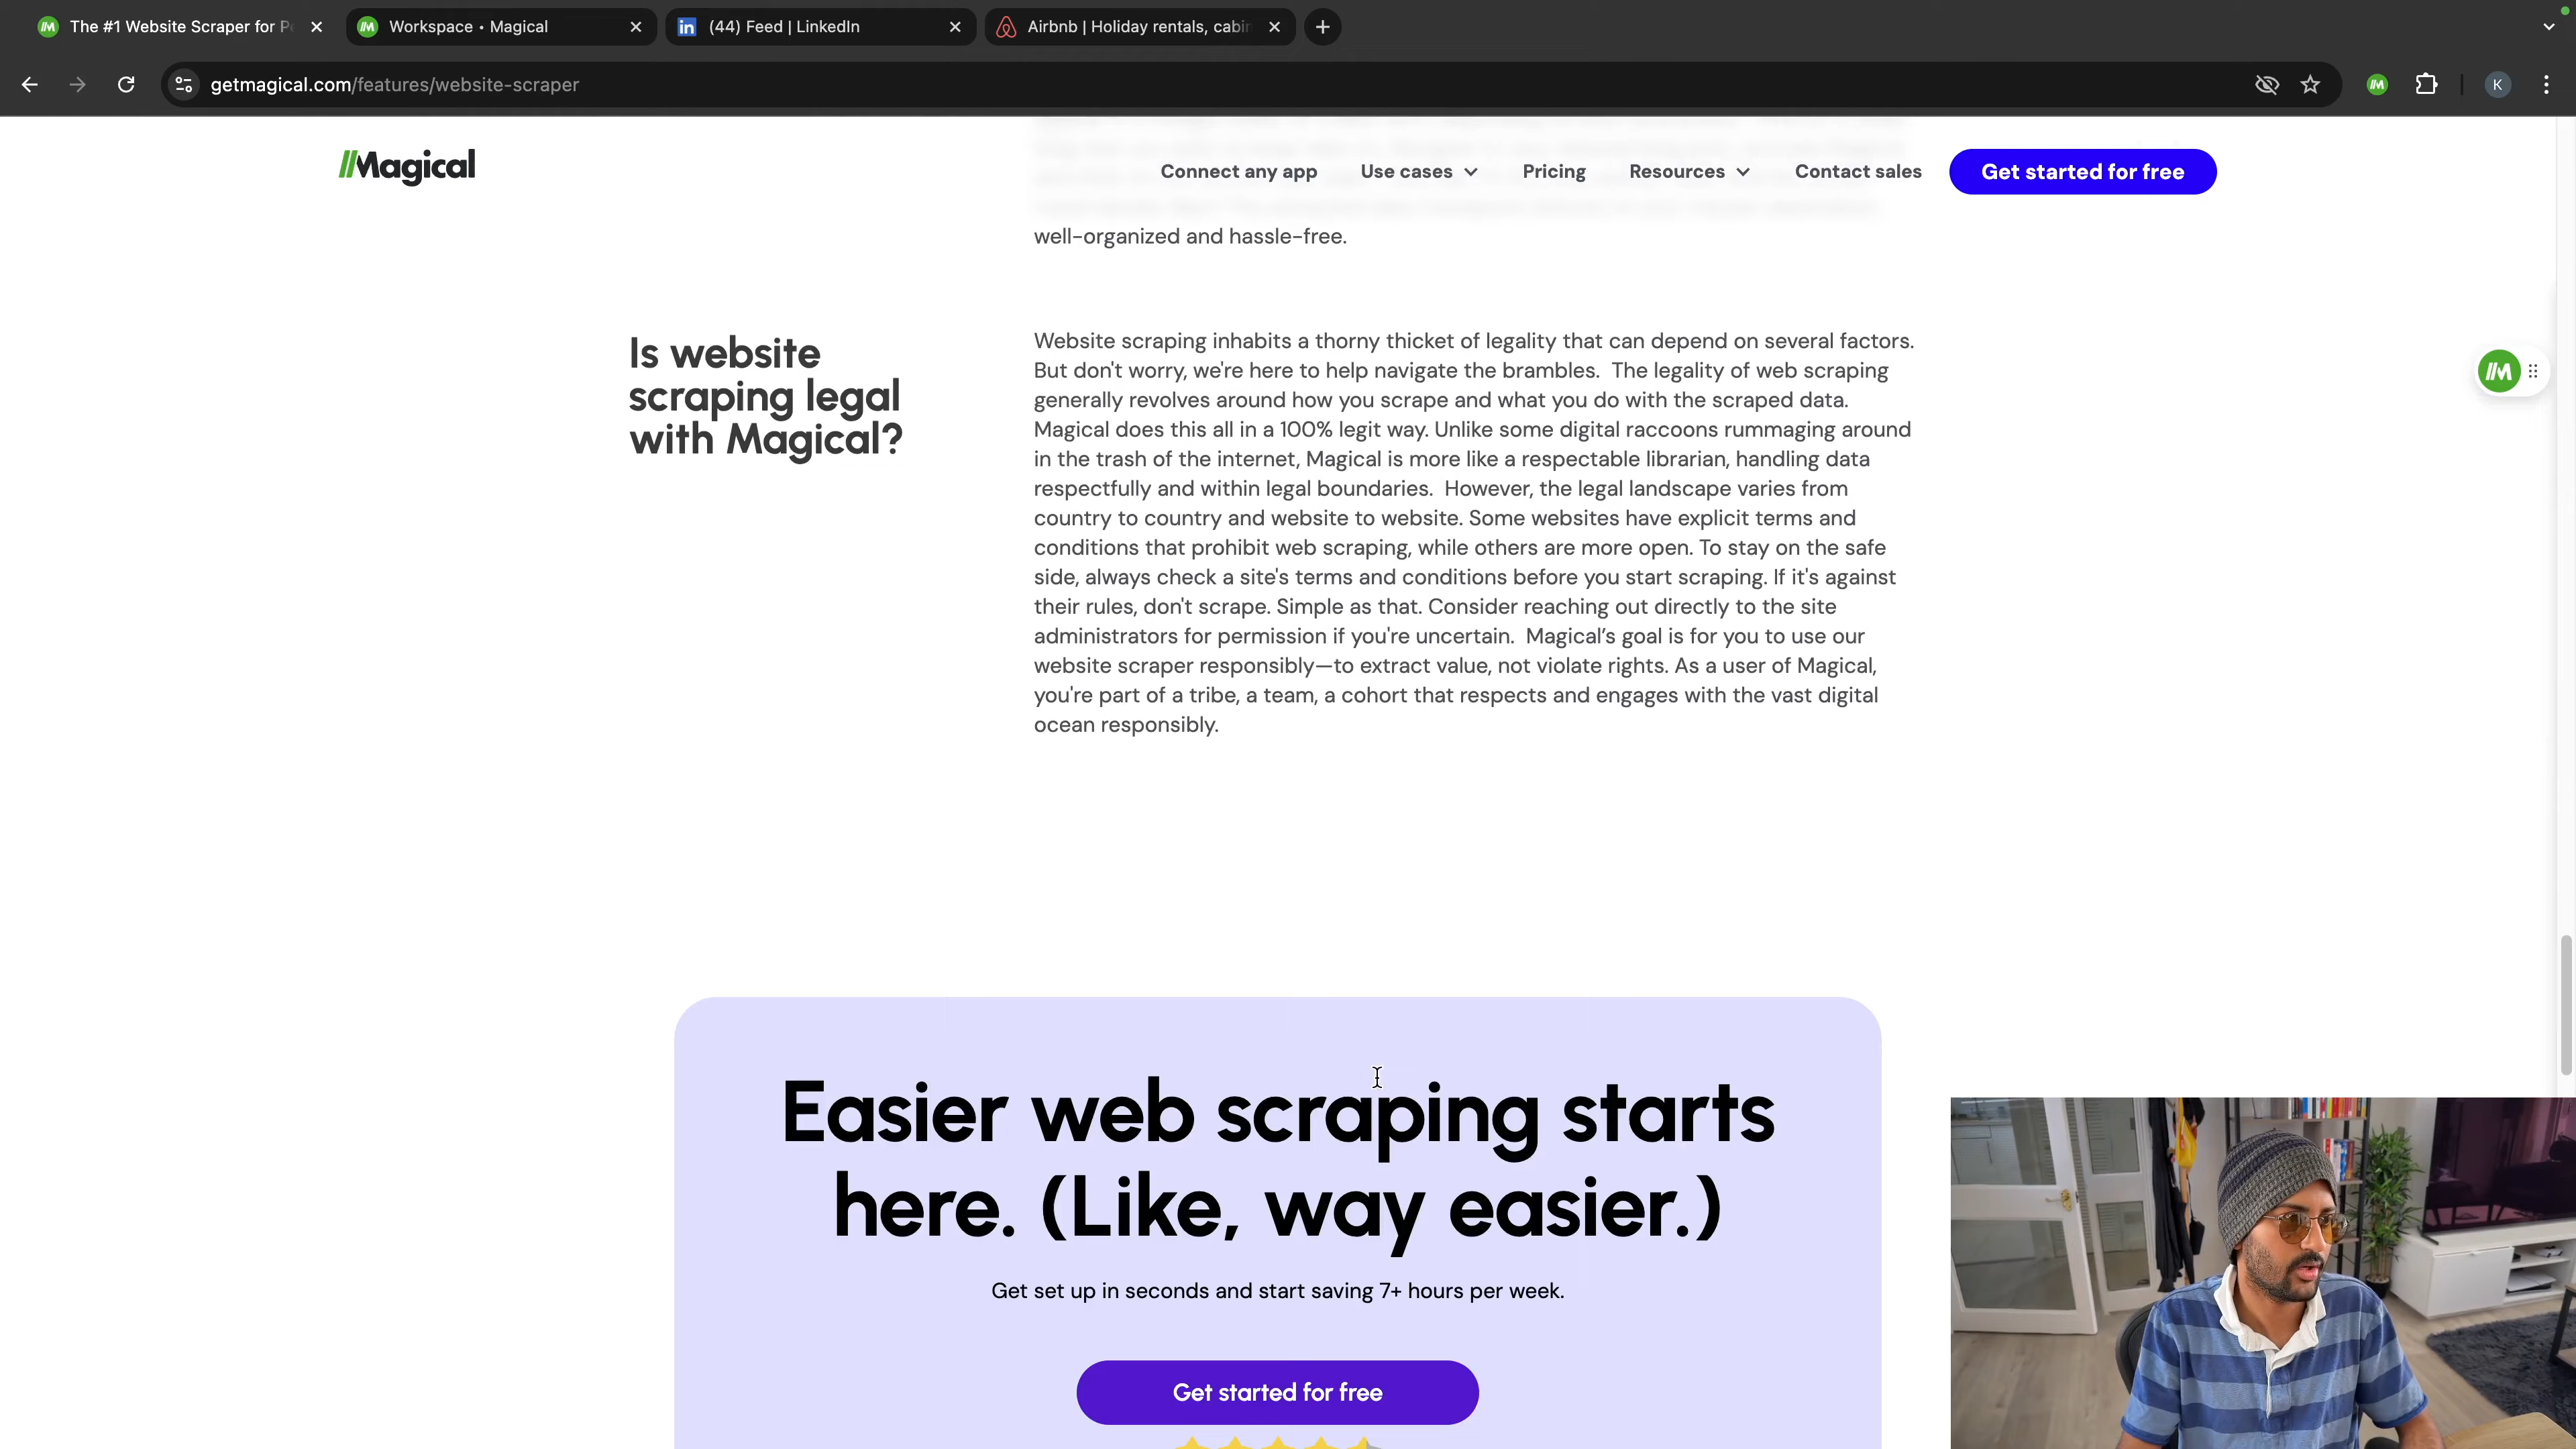 The #1 Website Scraper for Pe
Workspace • Magical
in (44) Feed | LinkedIn
Airbnb | Holiday rentals, cabin
getmagical.com/features/website-scraper
K
Magical
Connect any app
Use cases
Pricing
Resources
Contact sales
Get started for free
well-organized and hassle-free.
Is website
scraping legal
with Magical?
Website scraping inhabits a thorny thicket of legality that can depend on several factors.
But don't worry, we're here to help navigate the brambles.  The legality of web scraping
generally revolves around how you scrape and what you do with the scraped data.
Magical does this all in a 100% legit way. Unlike some digital raccoons rummaging around
in the trash of the internet, Magical is more like a respectable librarian, handling data
respectfully and within legal boundaries.  However, the legal landscape varies from
country to country and website to website. Some websites have explicit terms and
conditions that prohibit web scraping, while others are more open. To stay on the safe
side, always check a site's terms and conditions before you start scraping. If it's against
their rules, don't scrape. Simple as that. Consider reaching out directly to the site
administrators for permission if you're uncertain.  Magical’s goal is for you to use our
website scraper responsibly—to extract value, not violate rights. As a user of Magical,
you're part of a tribe, a team, a cohort that respects and engages with the vast digital
ocean responsibly.
Easier web scraping starts
here. (Like, way easier.)
Get set up in seconds and start saving 7+ hours per week.
Get started for free